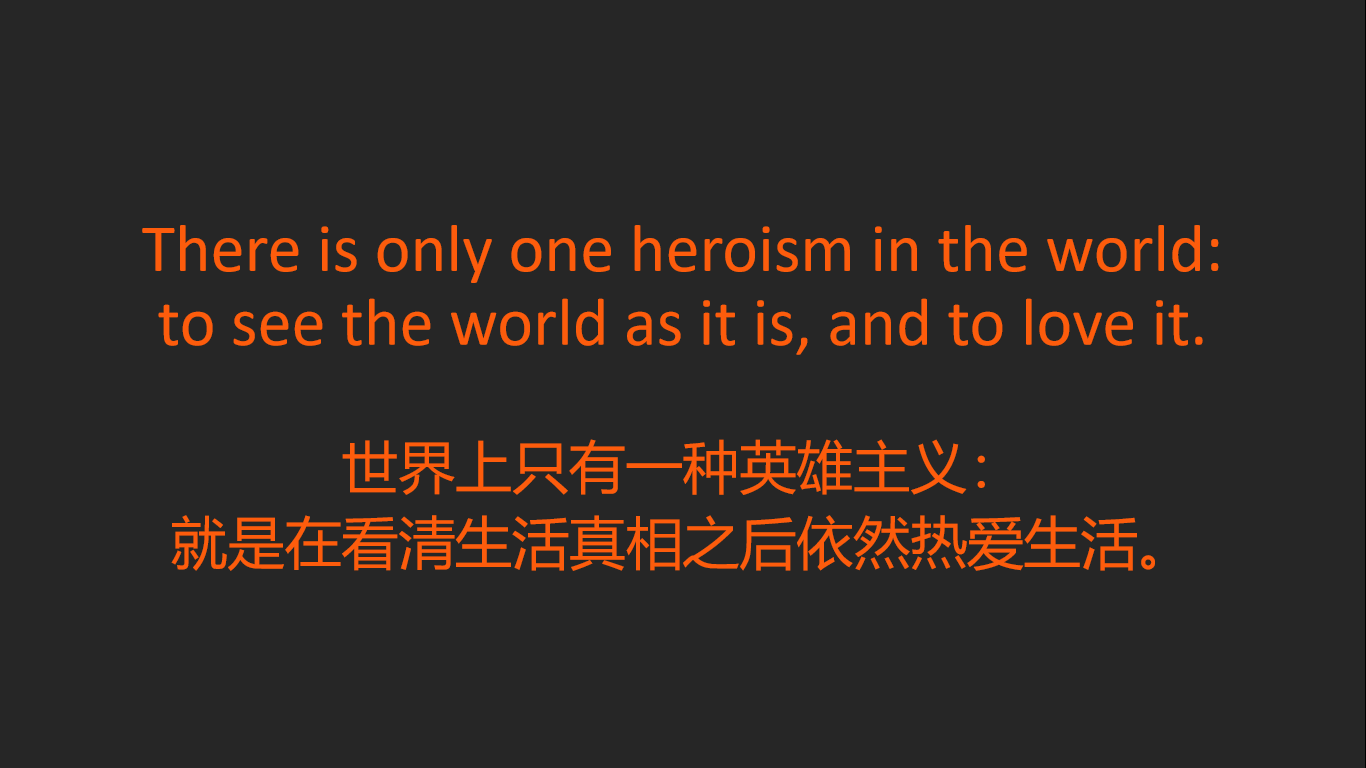 There is only one heroism in the world:
to see the world as it is, and to love it.
世界上只有一种英雄主义：
就是在看清生活真相之后依然热爱生活。